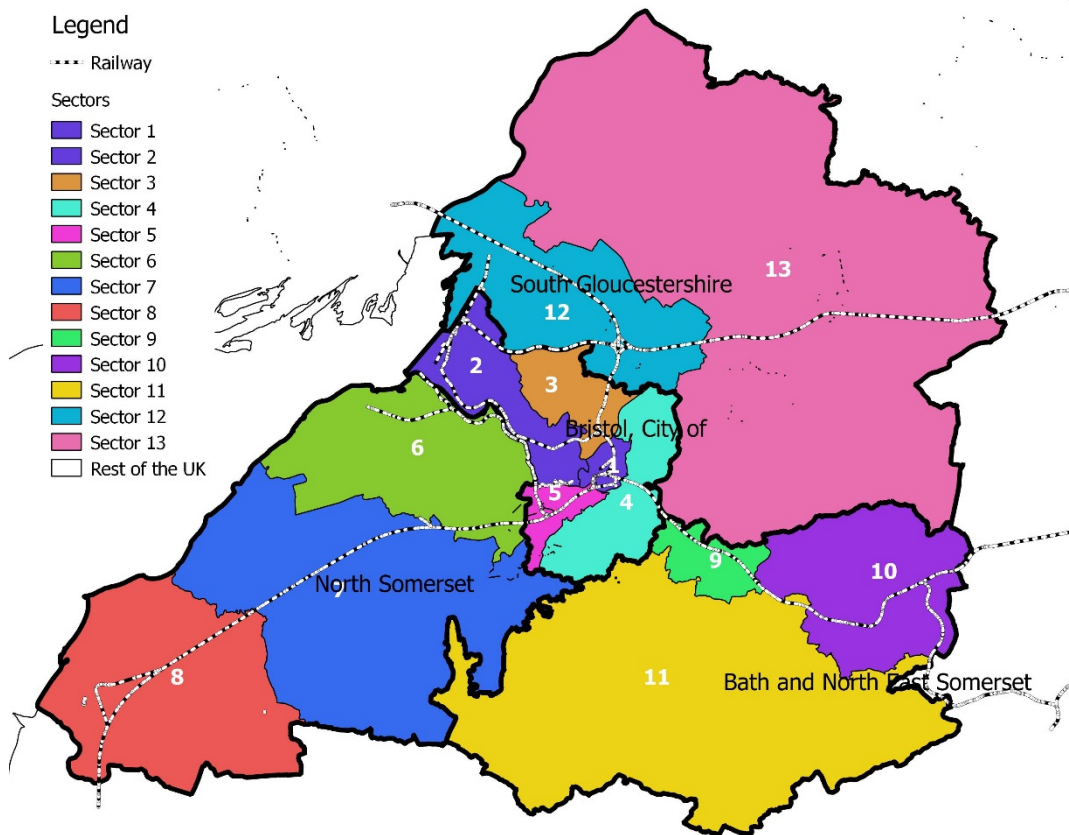 Legend
Railway
Sectors
Sector 1
Sector 2
Sector 3
Sector 4
Sector 5
Sector 6
Sector 7
Sector 8
Sector 9
Sector 10
Sector 11
Sector 12
Sector 13
Rest of the UK
13
South Gloucestershire
12
2
3
Bristol, City of
6
1
5
4
9
10
North Somerset
7
8
11
Bath and North East Somerset